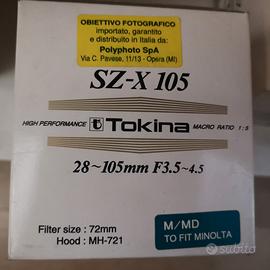 OBIETTIVO FOTOGRAFICO
importato, garantito
e distribuito in Italia da:
Polyphoto SpA
Via C. Pavese, 11/13 - Opera (MI)
SZ-X 105
HIGH PERFORMANCE Tokina MACRO RATIO 1:5
28~105mm F3.5~4.5
Filter size : 72mm
Hood : MH-721
M/MD
TO FIT MINOLTA
subito